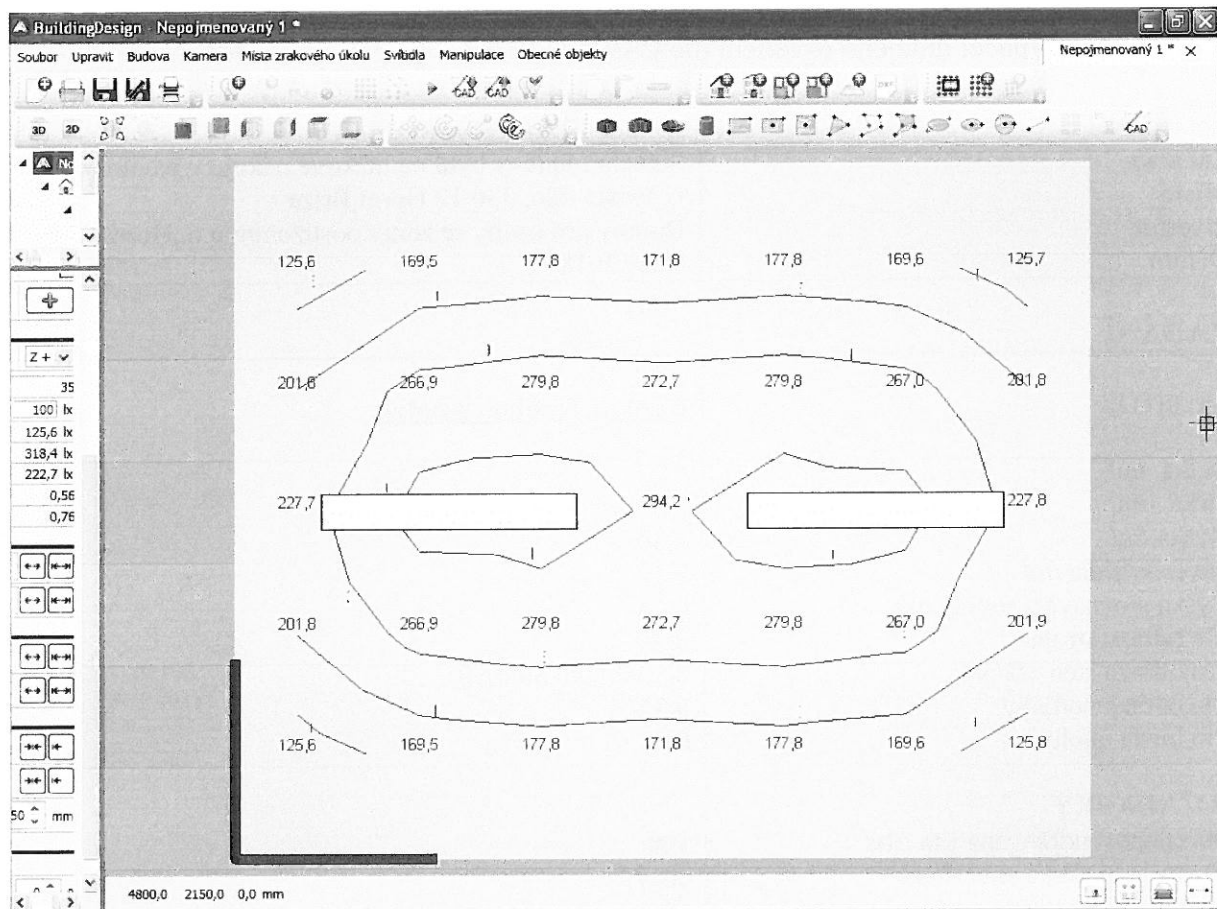 BuildingDesign - Nepojmenovaný 1 *
Soubor Upravit Budova Kamera Místa zrakového úkolu Svítidla Manipulace Obecné objekty
Nepojmenovaný 1 * ×
CAD CAD
3D 2D CAD
No
125,6 169,5 177,8 171,8 177,8 169,6 125,7
Z +
35
100 lx
125,6 lx
318,4 lx
222,7 lx
0,56
0,76
201,8 266,9 279,8 272,7 279,8 267,0 201,8
227,7 294,2 227,8
201,8 266,9 279,8 272,7 279,8 267,0 201,9
125,6 169,5 177,8 171,8 177,8 169,6 125,8
50 mm
4800,0 2150,0 0,0 mm